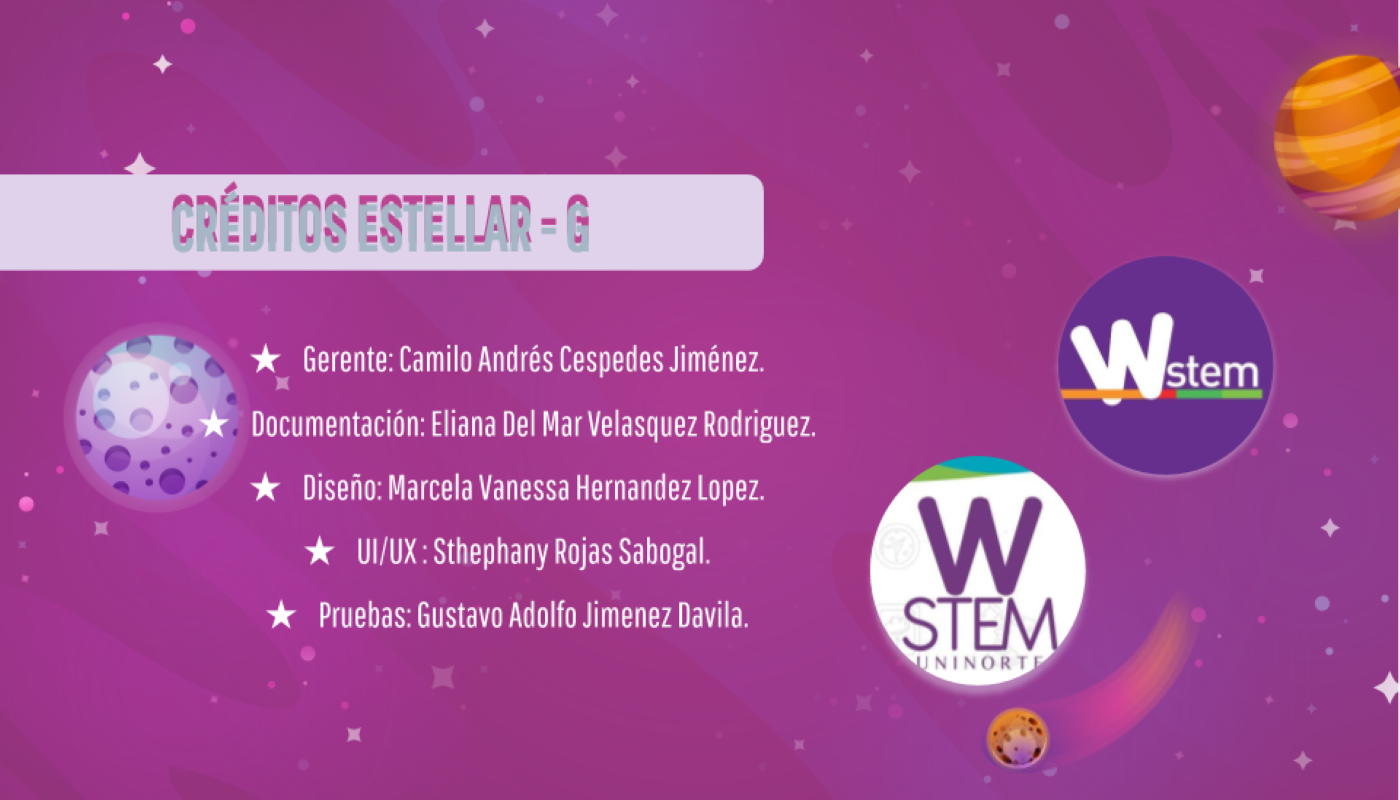 CRÉDITOS ESTELLAR - G
★ Gerente: Camilo Andrés Cespedes Jiménez.
★ Documentación: Eliana Del Mar Velasquez Rodriguez.
★ Diseño: Marcela Vanessa Hernandez Lopez.
★ UI/UX : Sthephany Rojas Sabogal.
★ Pruebas: Gustavo Adolfo Jimenez Davila.
Wstem
W
STEM
UNINORTE